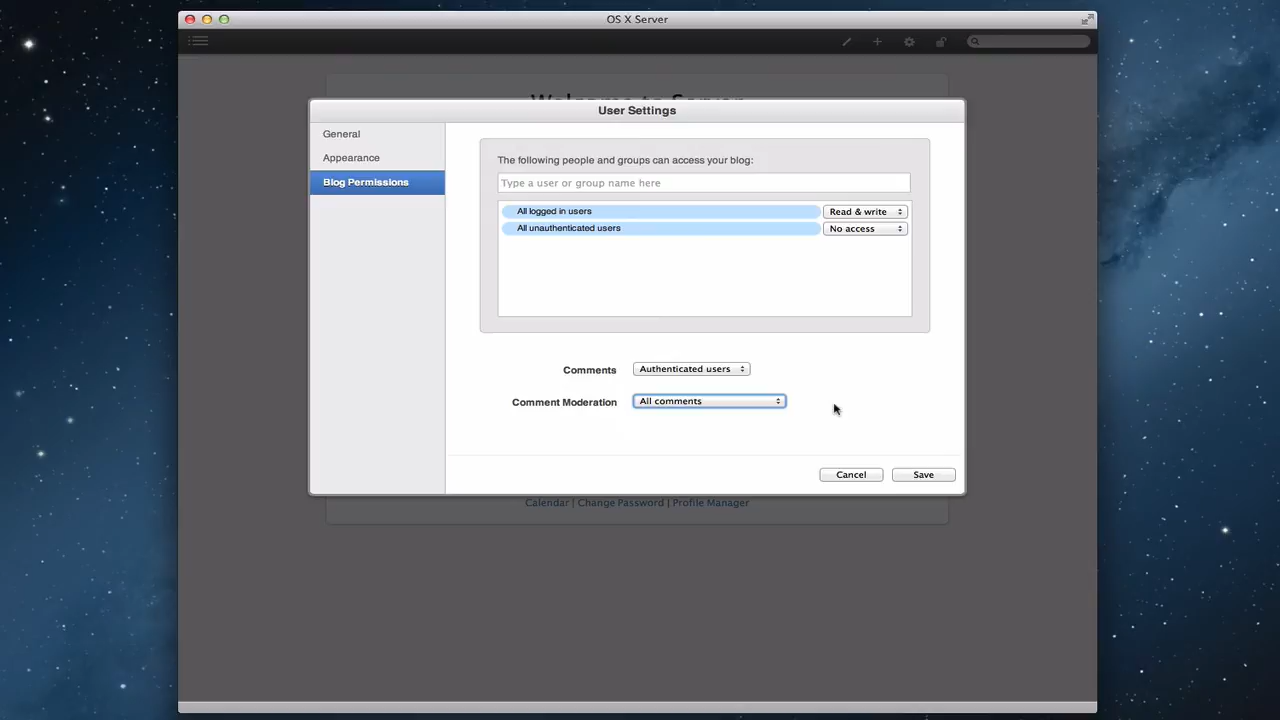 OS X Server
User Settings
General
Appearance
Blog Permissions
The following people and groups can access your blog:
Type a user or group name here
All logged in users Read & write
All unauthenticated users No access
Comments Authenticated users
Comment Moderation All comments
Cancel Save
Calendar | Change Password | Profile Manager